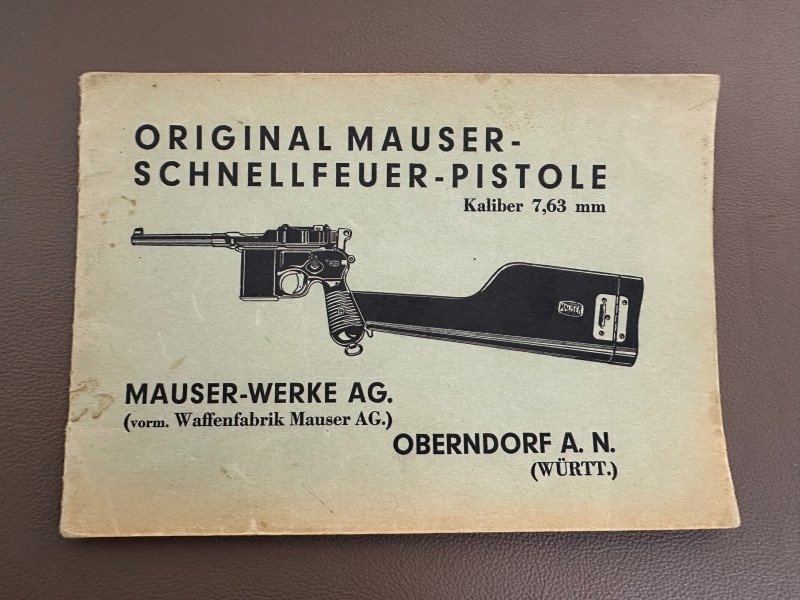 ORIGINAL MAUSER-
SCHNELLFEUER-PISTOLE
Kaliber 7,63 mm
MAUSER
MAUSER-WERKE AG.
(vorm. Waffenfabrik Mauser AG.)
OBERNDORF A. N.
(WÜRTT.)